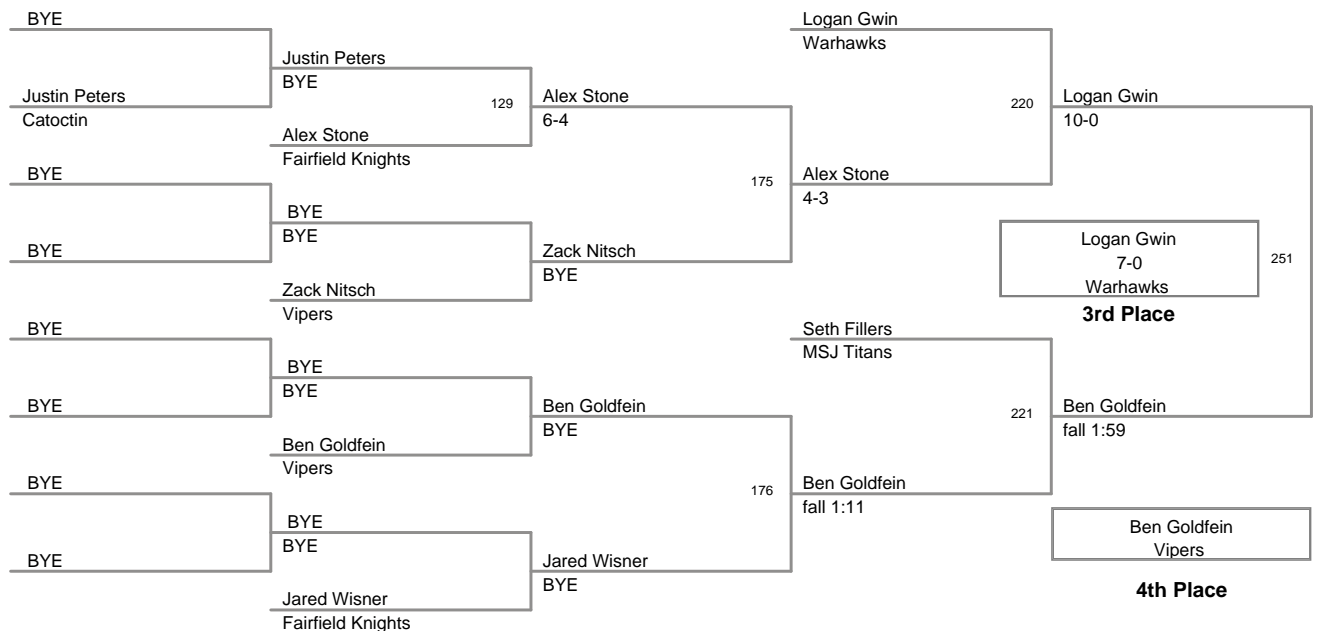 BYE
Justin Peters
Catoctin
BYE
BYE
BYE
BYE
BYE
BYE
Justin Peters
BYE
129
Alex Stone
Fairfield Knights
BYE
BYE
Zack Nitsch
Vipers
BYE
BYE
Ben Goldfein
Vipers
BYE
BYE
Jared Wisner
Fairfield Knights
Alex Stone
6-4
175
Zack Nitsch
BYE
Ben Goldfein
BYE
176
Jared Wisner
BYE
Logan Gwin
Warhawks
220
Alex Stone
4-3
Seth Fillers
MSJ Titans
221
Ben Goldfein
fall 1:11
Logan Gwin
10-0
Logan Gwin
7-0
Warhawks
251
3rd Place
Ben Goldfein
fall 1:59
Ben Goldfein
Vipers
4th Place